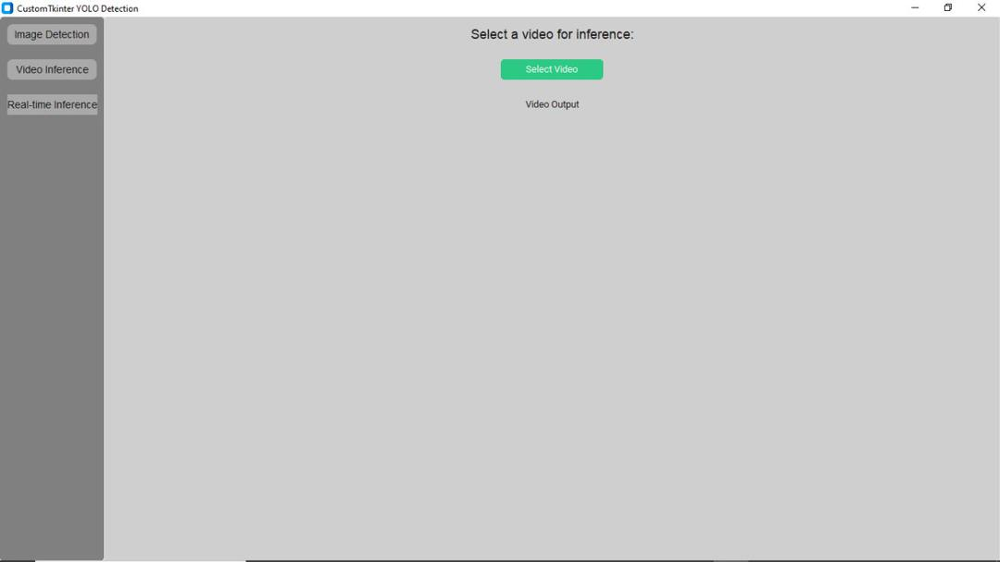 CustomTkinter YOLO Detection
Image Detection
Video Inference
Real-time Inference
Select a video for inference:
Select Video
Video Output